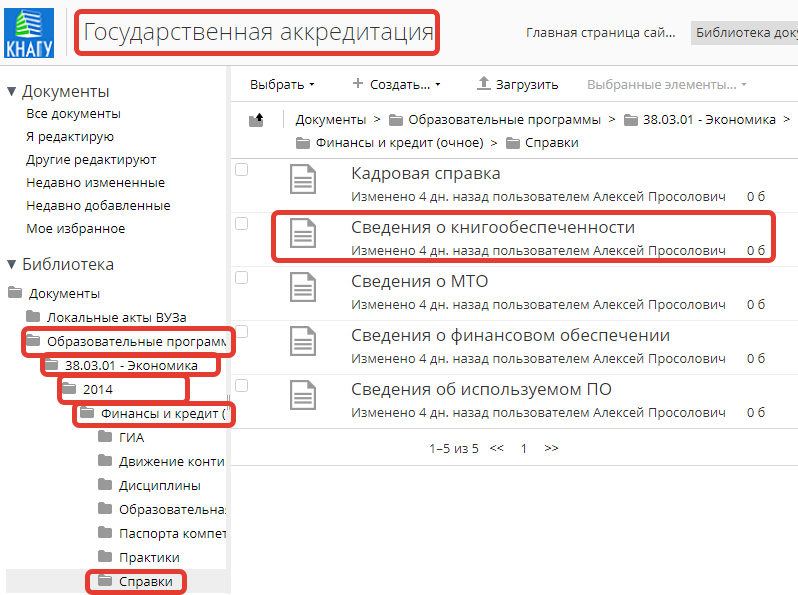 КНАГУ
Государственная аккредитация
Главная страница сай...
Библиотека доку
Документы
Все документы
Я редактирую
Другие редактируют
Недавно измененные
Недавно добавленные
Мое избранное
Библиотека
Документы
Локальные акты ВУЗа
Образовательные программ
38.03.01 - Экономика
2014
Финансы и кредит (
ГИА
Движение конти
Дисциплины
Образовательная
Паспорта компет
Практики
Справки
Выбрать
Создать...
Загрузить
Выбранные элементы...
Документы > Образовательные программы > 38.03.01 - Экономика >
Финансы и кредит (очное) > Справки
Кадровая справка
Изменено 4 дн. назад пользователем Алексей Просолович 0 б
Сведения о книгообеспеченности
Изменено 4 дн. назад пользователем Алексей Просолович 0 б
Сведения о МТО
Изменено 4 дн. назад пользователем Алексей Просолович 0 б
Сведения о финансовом обеспечении
Изменено 4 дн. назад пользователем Алексей Просолович 0 б
Сведения об используемом ПО
Изменено 4 дн. назад пользователем Алексей Просолович 0 б
1–5 из 5 << 1 >>